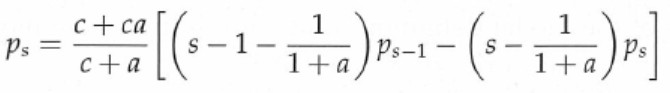 p_s = \frac{c + ca}{c + a} \left[ \left( s - 1 - \frac{1}{1 + a} \right) p_{s-1} - \left( s - \frac{1}{1 + a} \right) p_s \right]